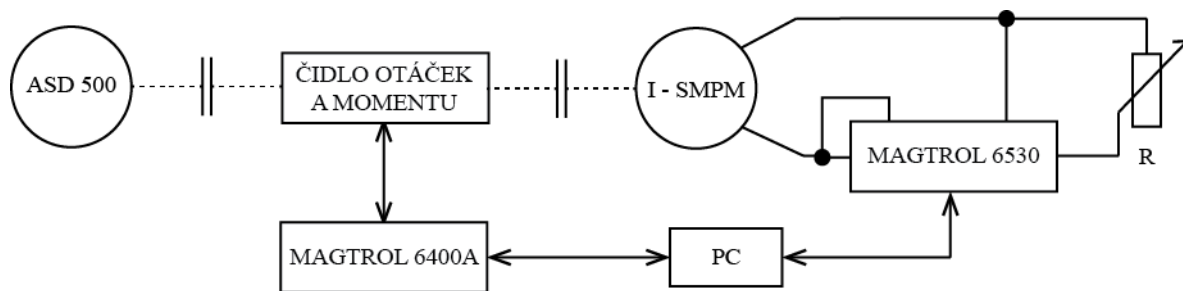 ASD 500
ČIDLO OTÁČEK
A MOMENTU
I - SMPM
MAGTROL 6530
R
MAGTROL 6400A
PC